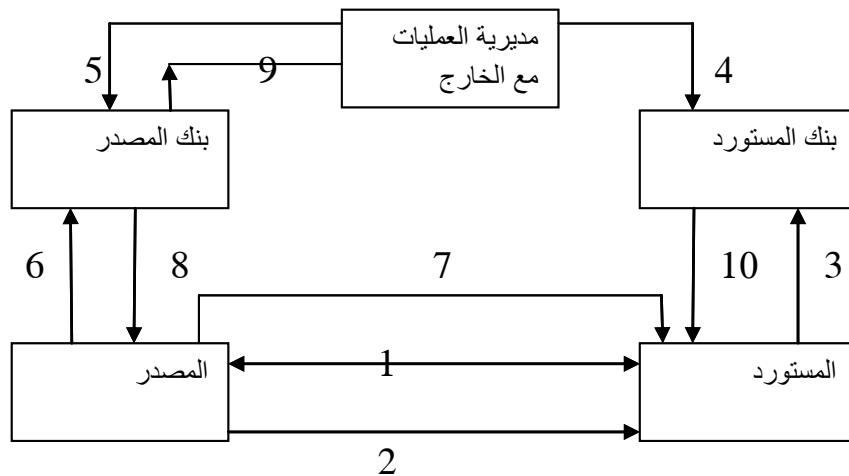 مديرية العمليات
مع الخارج
5
9
4
بنك المصدر
بنك المستورد
6
8
7
10
3
المصدر
1
المستورد
2